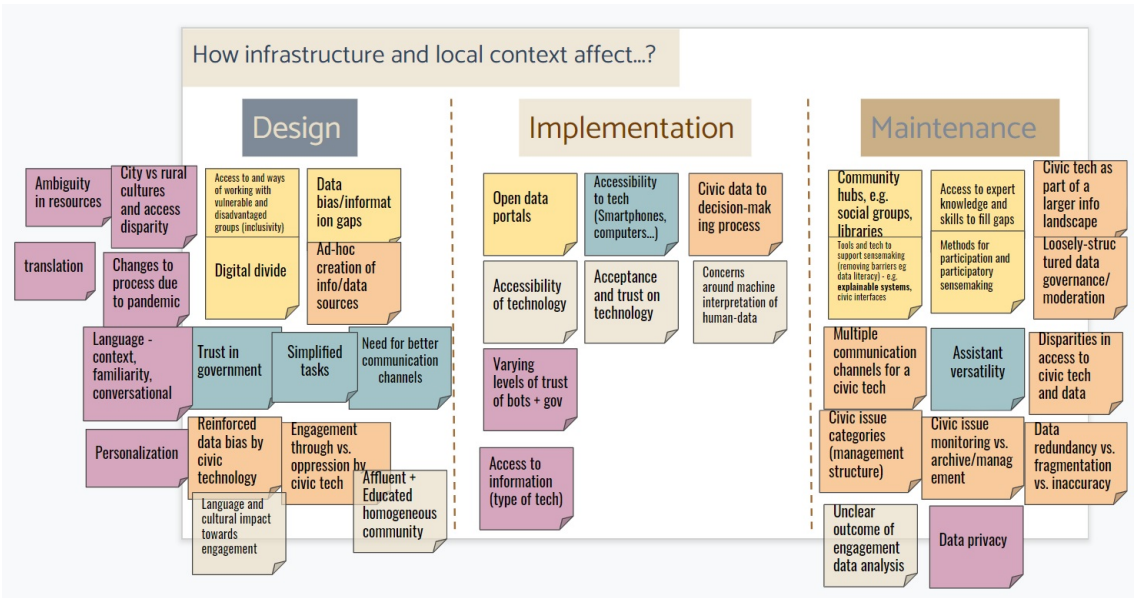 How infrastructure and local context affect...?
Design
Ambiguity
in resources
City vs rural
cultures
and access
disparity
Access to and ways
of working with
vulnerable and
disadvantaged
groups (inclusivity)
Data
bias/informat
ion gaps
translation
Changes to
process due
to pandemic
Digital divide
Ad-hoc
creation of
info/data
sources
Language -
context,
familiarity,
conversational
Trust in
government
Simplified
tasks
Need for better
communication
channels
Personalization
Reinforced
data bias by
civic
technology
Engagement
through vs.
oppression by
civic tech
Language and
cultural impact
towards
engagement
Affluent +
Educated
homogeneous
community
Implementation
Open data
portals
Accessibility
to tech
(Smartphones,
computers...)
Civic data to
decision-mak
ing process
Accessibility
of technology
Acceptance
and trust on
technology
Concerns
around machine
interpretation of
human-data
Varying
levels of trust
of bots + gov
Access to
information
(type of tech)
Maintenance
Community
hubs, e.g.
social groups,
libraries
Access to expert
knowledge and
skills to fill gaps
Civic tech as
part of a
larger info
landscape
Tools and tech to
support sensemaking
(removing barriers eg
data literacy) - e.g.
explainable systems,
civic interfaces
Methods for
participation and
participatory
sensemaking
Loosely-struc
tured data
governance/
moderation
Multiple
communication
channels for a
civic tech
Assistant
versatility
Disparities in
access to
civic tech
and data
Civic issue
categories
(management
structure)
Civic issue
monitoring vs.
archive/manag
ement
Data
redundancy vs.
fragmentation
vs. inaccuracy
Unclear
outcome of
engagement
data analysis
Data privacy